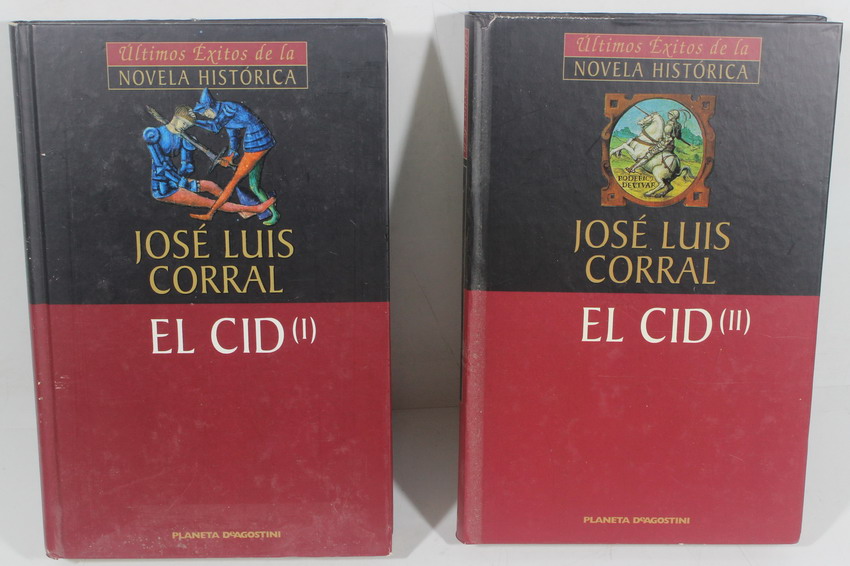 Últimos Éxitos de la
NOVELA HISTÓRICA
JOSÉ LUIS
CORRAL
EL CID (I)
PLANETA DeAGOSTINI
Últimos Éxitos de la
NOVELA HISTÓRICA
RODERICO
DE VIVAR
JOSÉ LUIS
CORRAL
EL CID (II)
PLANETA DeAGOSTINI